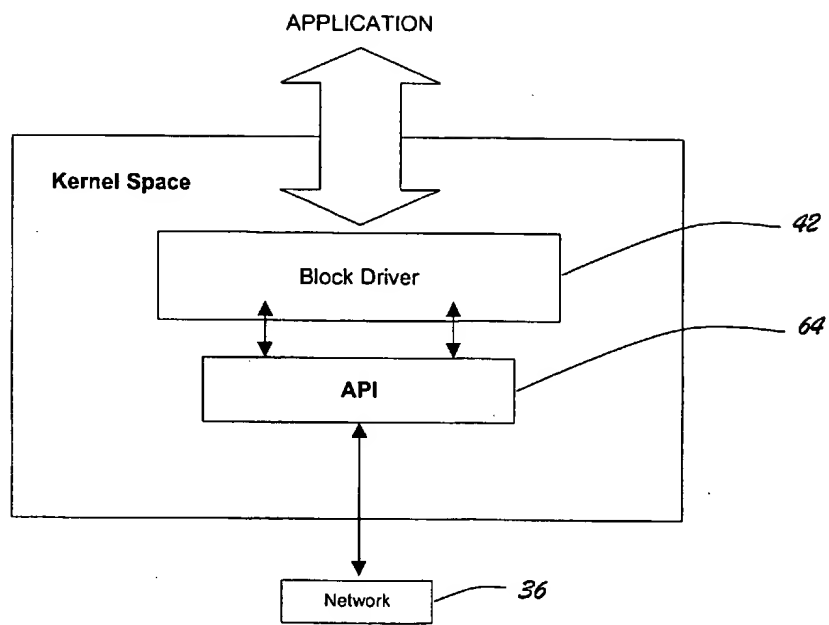 APPLICATION
Kernel Space
Block Driver
42
API
64
Network
36